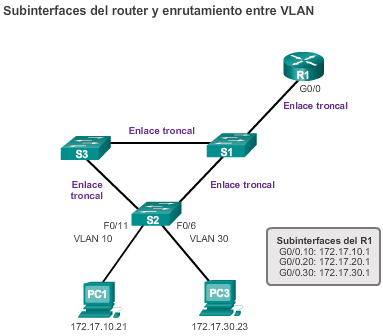 Subinterfaces del router y enrutamiento entre VLAN
R1
G0/0
Enlace troncal
Enlace troncal
S3
S1
Enlace
troncal
Enlace troncal
S2
F0/11
F0/6
VLAN 10
VLAN 30
Subinterfaces del R1
G0/0.10: 172.17.10.1
G0/0.20: 172.17.20.1
G0/0.30: 172.17.30.1
PC1
PC3
172.17.10.21
172.17.30.23